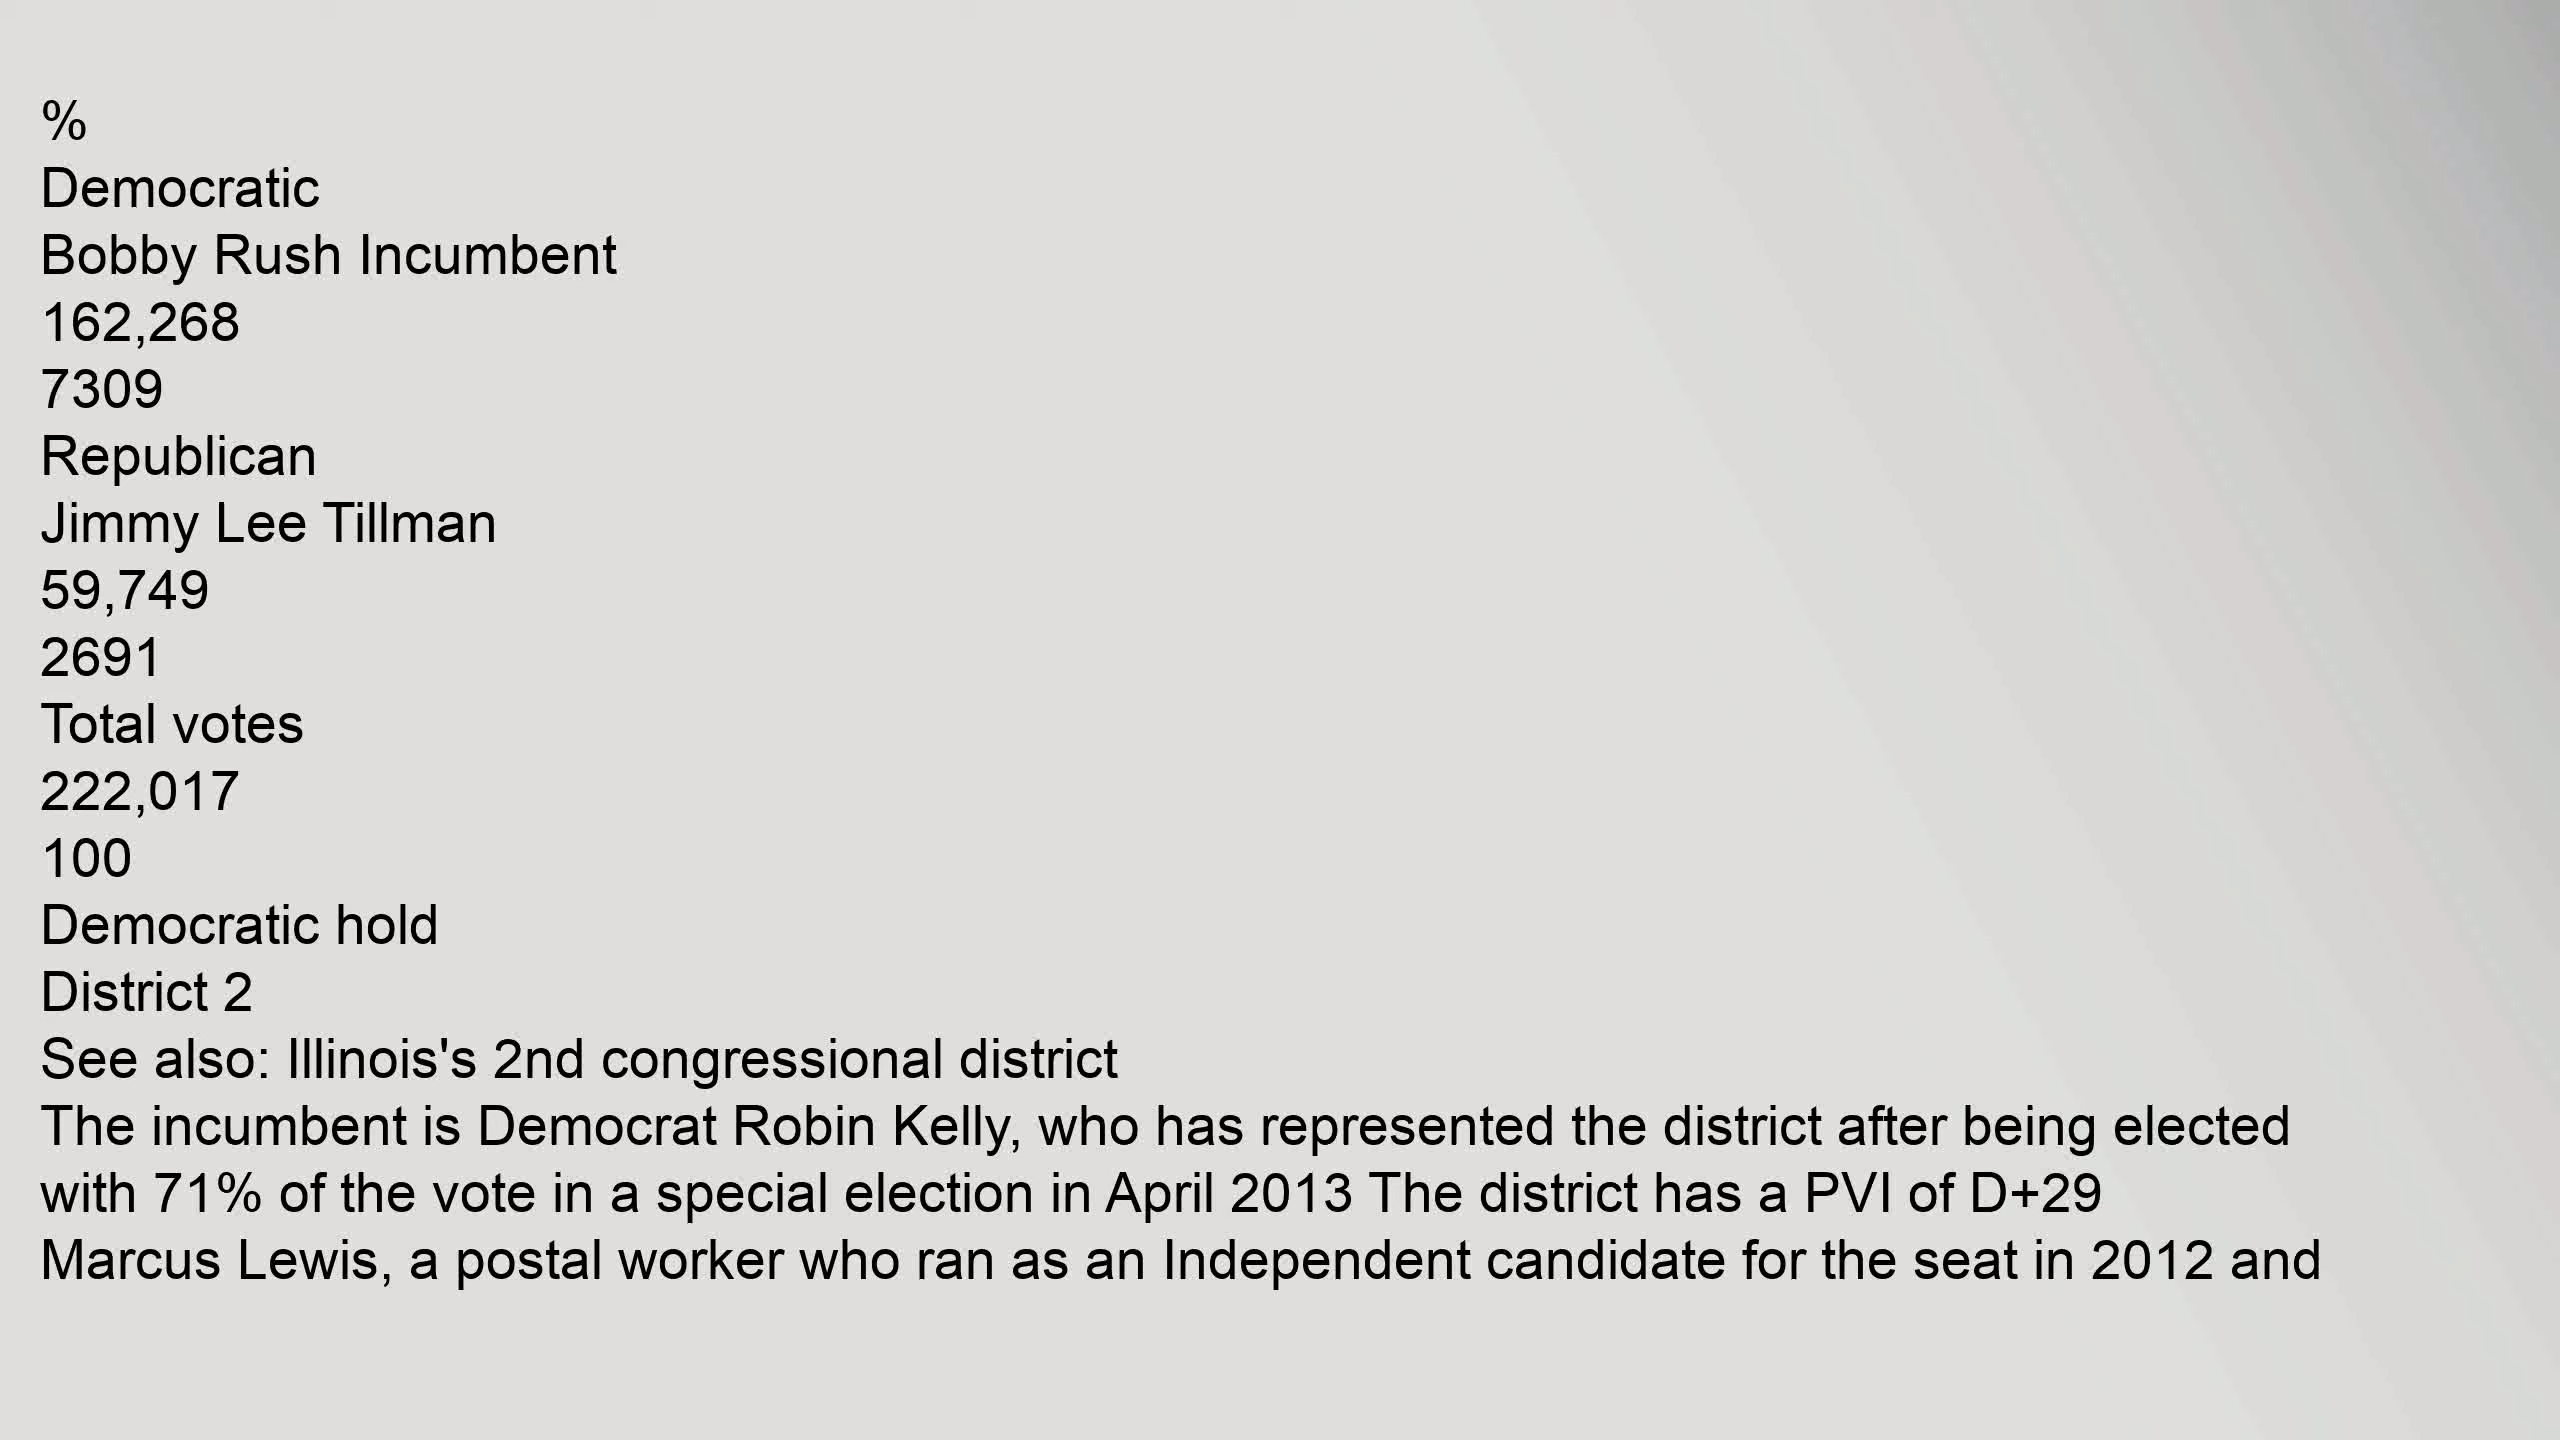 %
Democratic
Bobby Rush Incumbent
162,268
7309
Republican
Jimmy Lee Tillman
59,749
2691
Total votes
222,017
100
Democratic hold
District 2
See also: Illinois's 2nd congressional district
The incumbent is Democrat Robin Kelly, who has represented the district after being elected
with 71% of the vote in a special election in April 2013 The district has a PVI of D+29
Marcus Lewis, a postal worker who ran as an Independent candidate for the seat in 2012 and